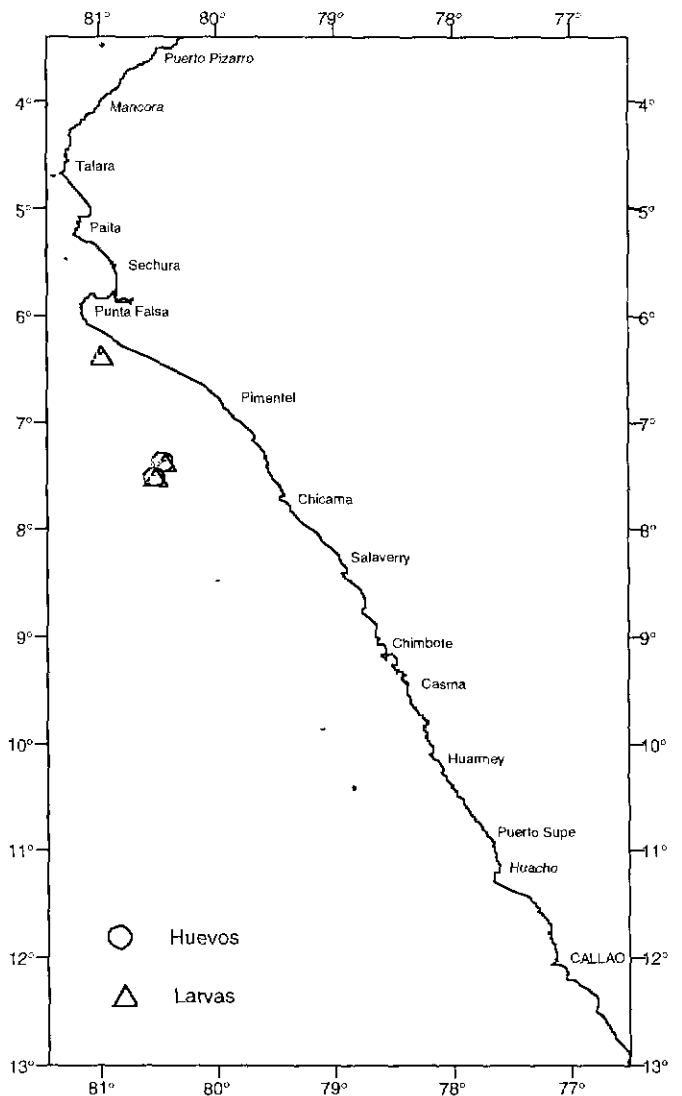 81° 80° 79° 78° 77°
Puerto Pizarro
4° Mancora 4°
Talara
5° 5°
Paita
Sechura
Punta Falsa
6° 6°
Pimentel
7° 7°
Chicama
8° 8°
Salaverry
9° Chimbote 9°
Casma
10° 10°
Huarmey
Puerto Supe
11° 11°
Huacho
Huevos
12° CALLAO 12°
Larvas
13° 13°
81° 80° 79° 78° 77°